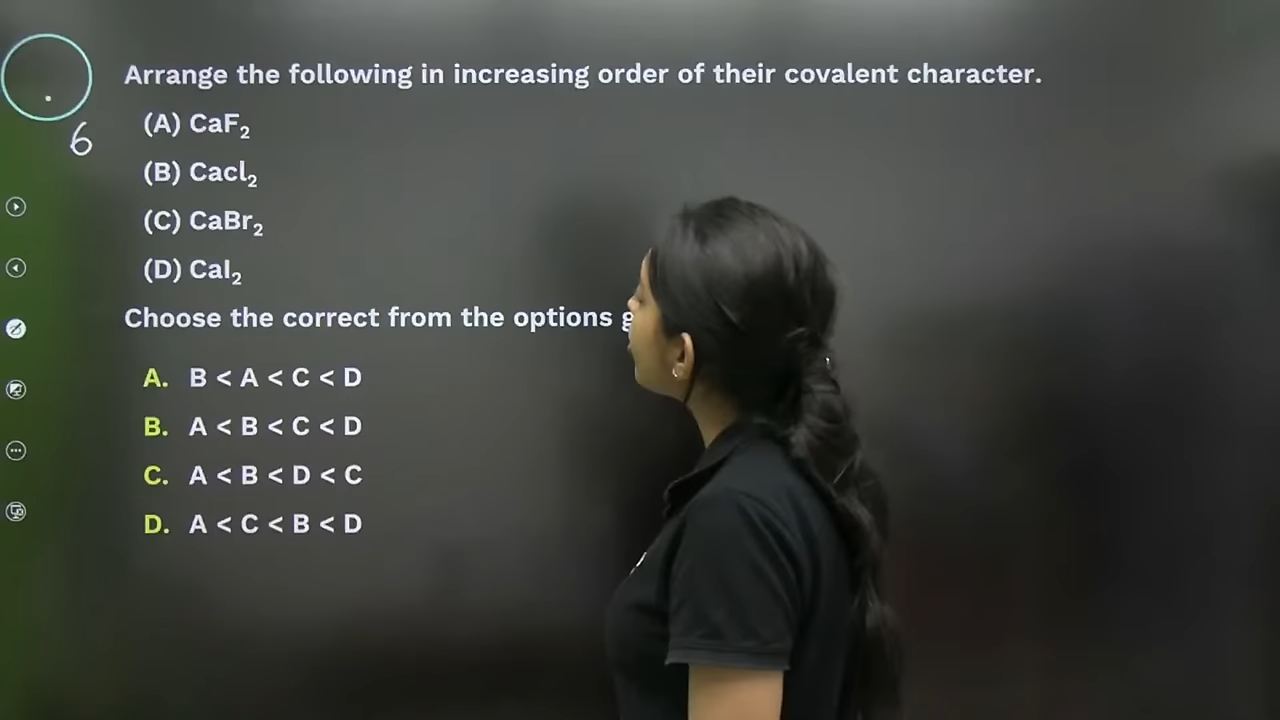 Arrange the following in increasing order of their covalent character.
6
(A) CaF₂
(B) Cacl₂
(C) CaBr₂
(D) CaI₂
Choose the correct from the options
A. B < A < C < D
B. A < B < C < D
C. A < B < D < C
D. A < C < B < D